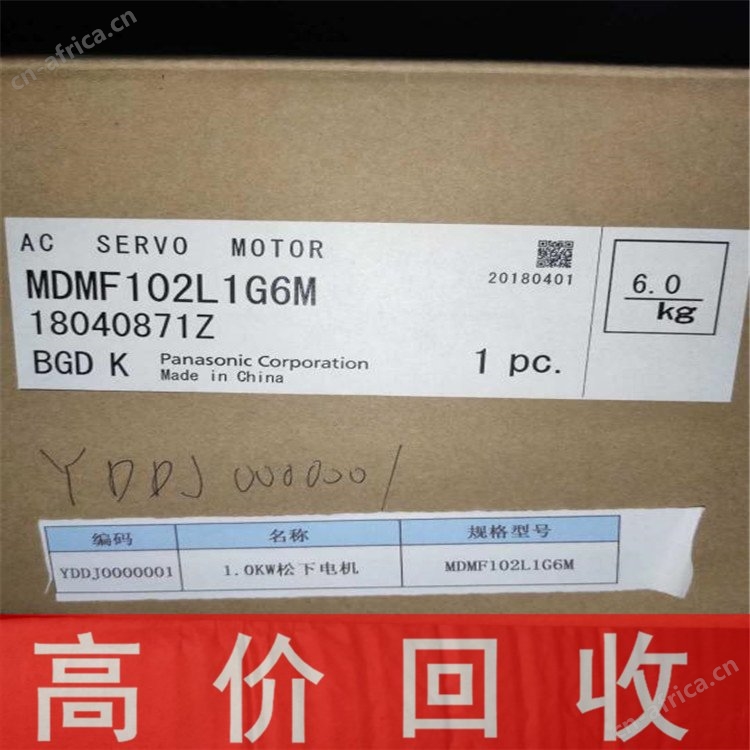 cn-africa.cn
AC SERVO MOTOR
MDMF102L1G6M
20180401
6.0
kg
18040871Z
BGD K Panasonic Corporation
Made in China
1 pc.
YDDJ0000001
编码 名称 规格型号
YDDJ0000001 1.0KW松下电机 MDMF102L1G6M
高价回收
cn-africa.cn